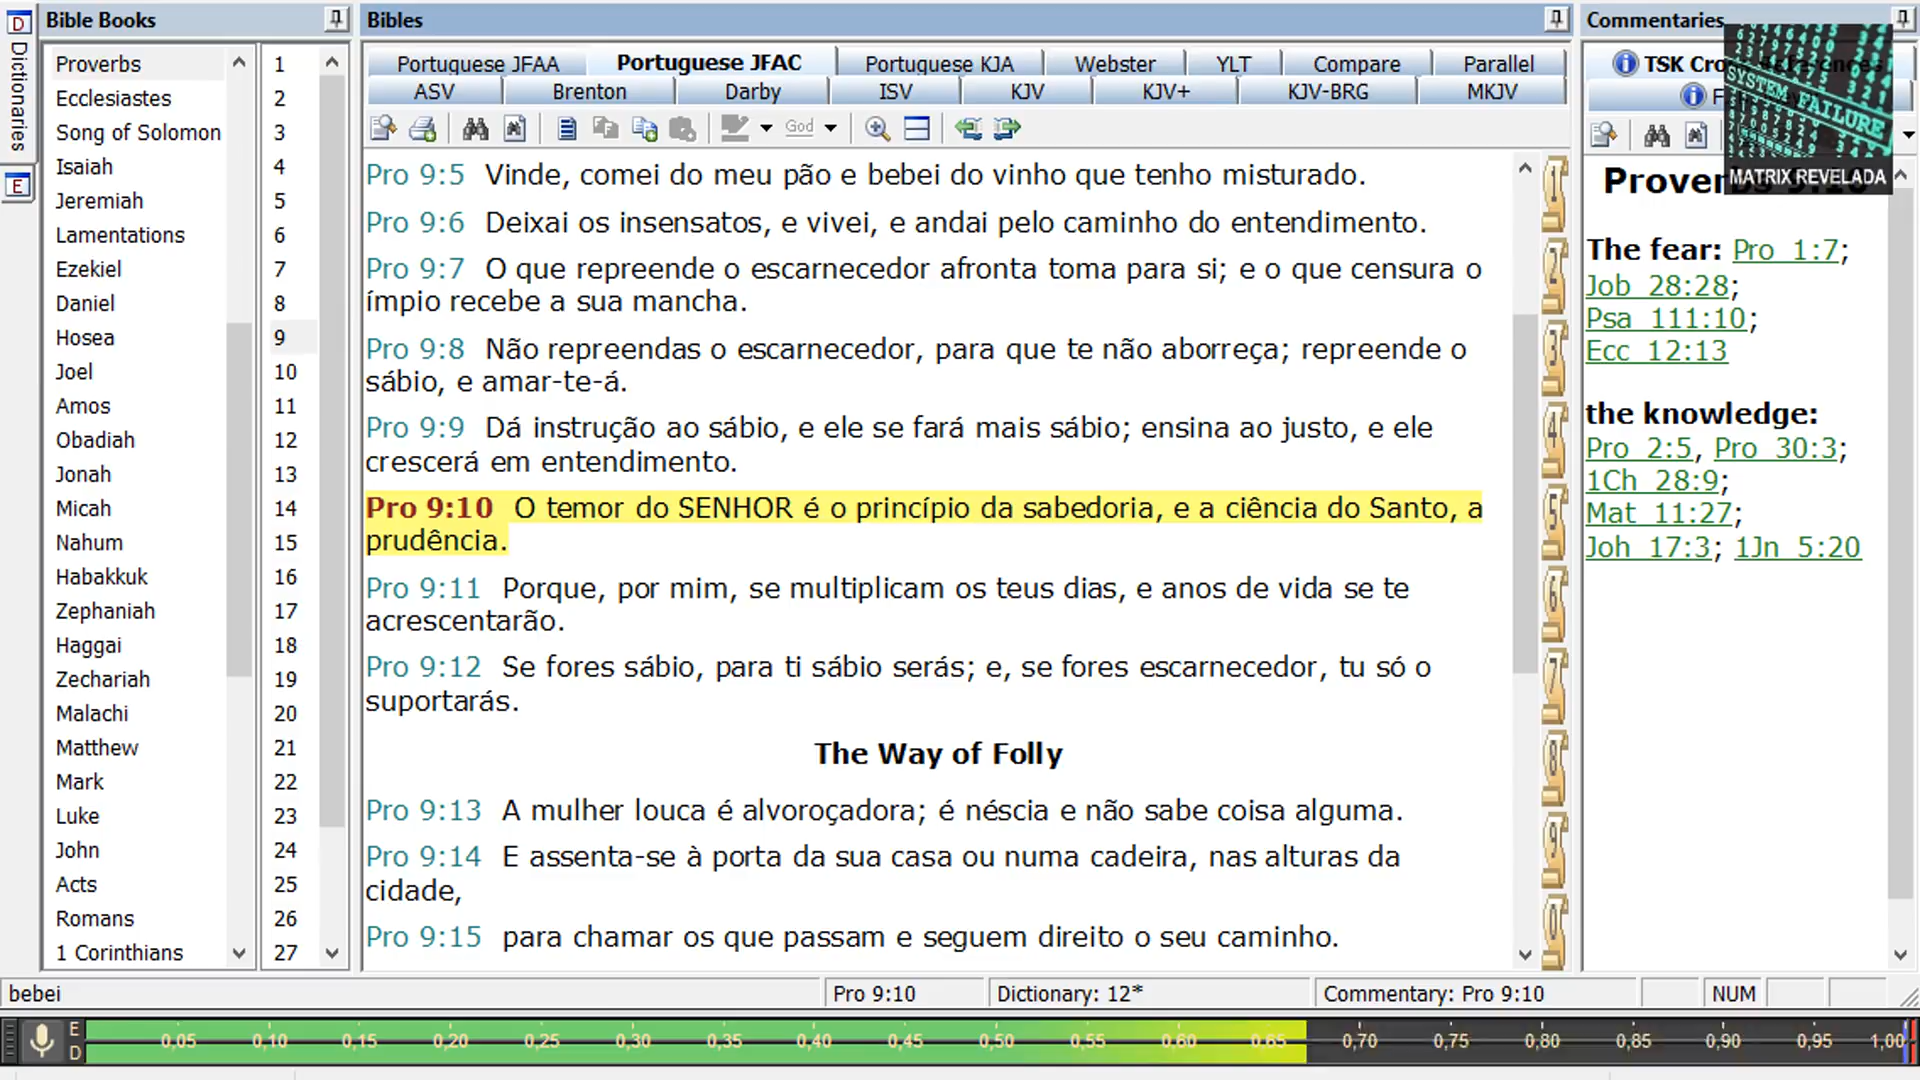 Bible Books
Bibles
Commentaries
Dictionaries
D
E
Proverbs
Ecclesiastes
Song of Solomon
Isaiah
Jeremiah
Lamentations
Ezekiel
Daniel
Hosea
Joel
Amos
Obadiah
Jonah
Micah
Nahum
Habakkuk
Zephaniah
Haggai
Zechariah
Malachi
Matthew
Mark
Luke
John
Acts
Romans
1 Corinthians
1
2
3
4
5
6
7
8
9
10
11
12
13
14
15
16
17
18
19
20
21
22
23
24
25
26
27
Portuguese JFAA Portuguese JFAC Portuguese KJA Webster YLT Compare Parallel
ASV Brenton Darby ISV KJV KJV+ KJV-BRG MKJV
God
Pro 9:5 Vinde, comei do meu pão e bebei do vinho que tenho misturado.
Pro 9:6 Deixai os insensatos, e vivei, e andai pelo caminho do entendimento.
Pro 9:7 O que repreende o escarnecedor afronta toma para si; e o que censura o
ímpio recebe a sua mancha.
Pro 9:8 Não repreendas o escarnecedor, para que te não aborreça; repreende o
sábio, e amar-te-á.
Pro 9:9 Dá instrução ao sábio, e ele se fará mais sábio; ensina ao justo, e ele
crescerá em entendimento.
Pro 9:10 O temor do SENHOR é o princípio da sabedoria, e a ciência do Santo, a
prudência.
Pro 9:11 Porque, por mim, se multiplicam os teus dias, e anos de vida se te
acrescentarão.
Pro 9:12 Se fores sábio, para ti sábio serás; e, se fores escarnecedor, tu só o
suportarás.
The Way of Folly
Pro 9:13 A mulher louca é alvoroçadora; é néscia e não sabe coisa alguma.
Pro 9:14 E assenta-se à porta da sua casa ou numa cadeira, nas alturas da
cidade,
Pro 9:15 para chamar os que passam e seguem direito o seu caminho.
1
2
3
4
5
6
7
8
9
0
TSK
SYSTEM FAILURE
MATRIX REVELADA
The fear: Pro 1:7;
Job 28:28;
Psa 111:10;
Ecc 12:13
the knowledge:
Pro 2:5, Pro 30:3;
1Ch 28:9;
Mat 11:27;
Joh 17:3; 1Jn 5:20
bebei Pro 9:10 Dictionary: 12* Commentary: Pro 9:10 NUM
E
D
0,05 0,10 0,15 0,20 0,25 0,30 0,35 0,40 0,45 0,50 0,55 0,60 0,65 0,70 0,75 0,80 0,85 0,90 0,95 1,00